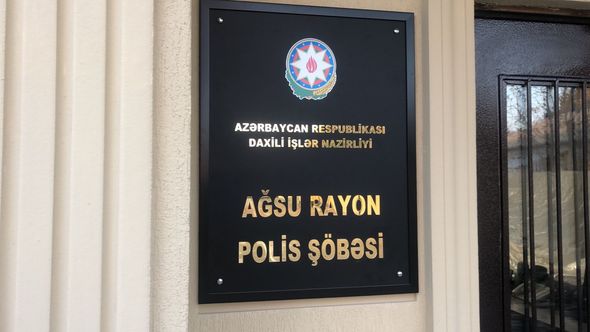 AZƏRBAYCAN RESPUBLİKASI
DAXİLİ İŞLƏR NAZİRLİYİ
AĞSU RAYON
POLİS ŞÖBƏSİ